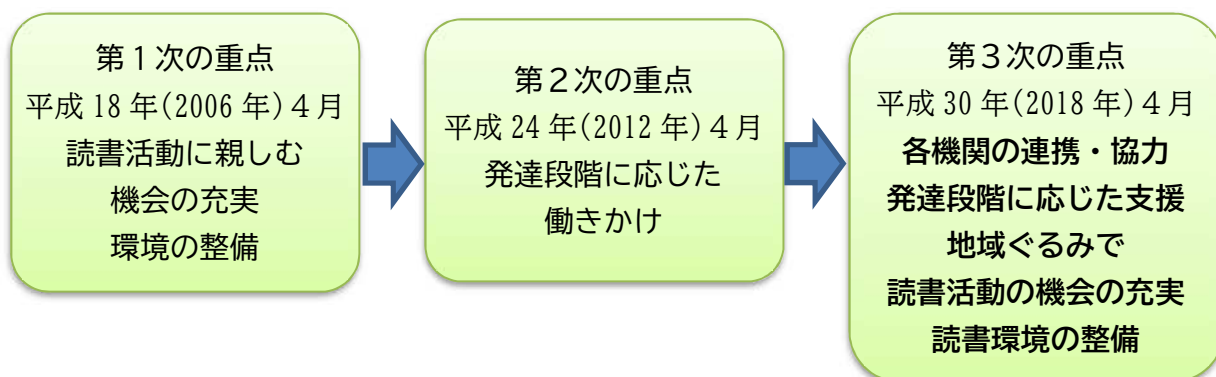 第１次の重点
平成 18 年(2006 年)４月
読書活動に親しむ
機会の充実
環境の整備
第２次の重点
平成 24 年(2012 年)４月
発達段階に応じた
働きかけ
第３次の重点
平成 30 年(2018 年)４月
各機関の連携・協力
発達段階に応じた支援
地域ぐるみで
読書活動の機会の充実
読書環境の整備